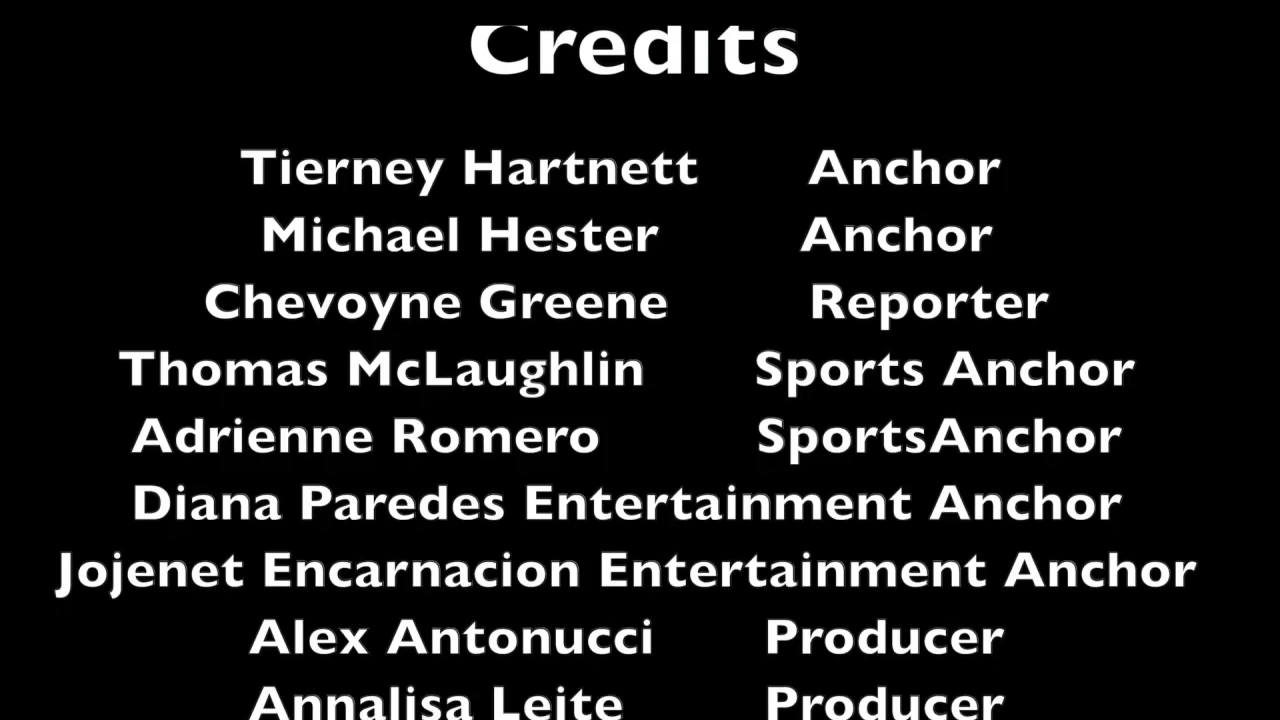 Credits
Tierney Hartnett Anchor
Michael Hester Anchor
Chevoyne Greene Reporter
Thomas McLaughlin Sports Anchor
Adrienne Romero SportsAnchor
Diana Paredes Entertainment Anchor
Jojenet Encarnacion Entertainment Anchor
Alex Antonucci Producer
Annalisa Leite Producer